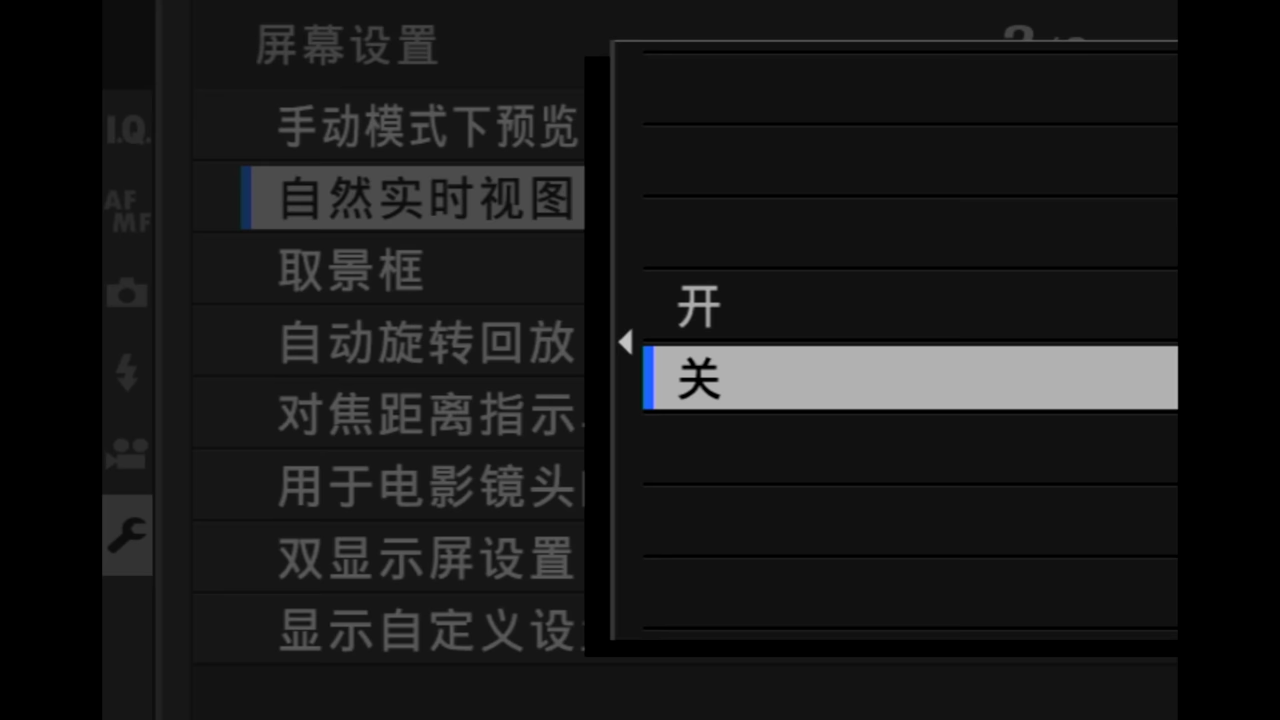 屏幕设置
I.Q.
AF
MF
手动模式下预览
自然实时视图
取景框
自动旋转回放
对焦距离指示
用于电影镜头
双显示屏设置
显示自定义设
开
关